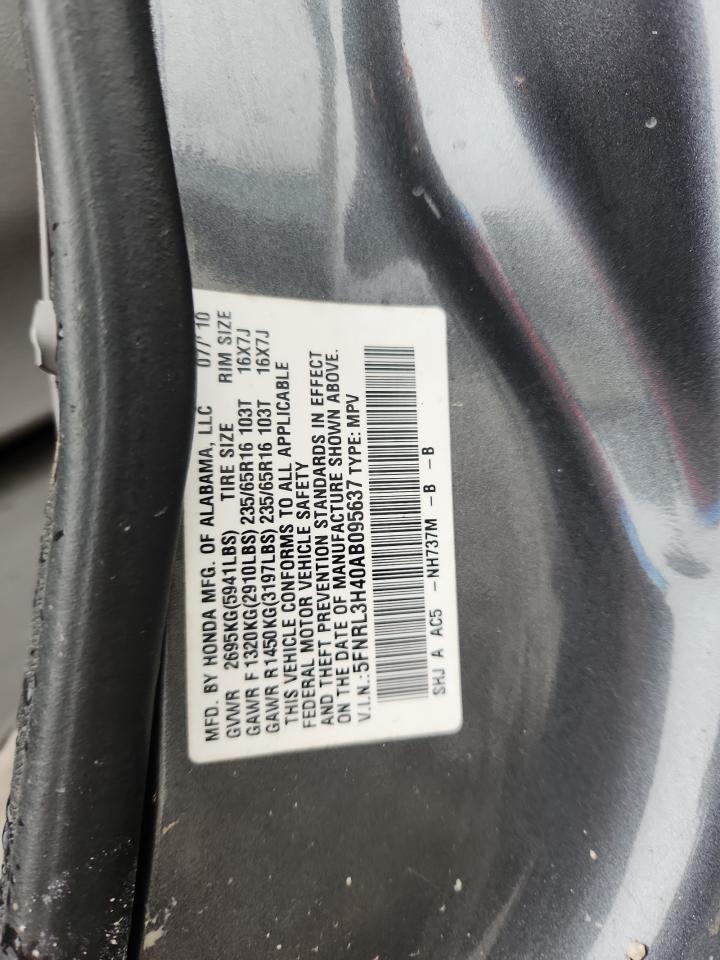 MFD. BY HONDA MFG. OF ALABAMA, LLC 07/' 10
GVWR 2695KG(5941LBS) TIRE SIZE RIM SIZE
GAWR F 1320KG(2910LBS) 235/65R16 103T 16X7J
GAWR R1450KG(3197LBS) 235/65R16 103T 16X7J
THIS VEHICLE CONFORMS TO ALL APPLICABLE
FEDERAL MOTOR VEHICLE SAFETY
AND THEFT PREVENTION STANDARDS IN EFFECT
ON THE DATE OF MANUFACTURE SHOWN ABOVE.
V.I.N.: 5FNRL3H40AB095637 TYPE: MPV
SHJ A AC5 -NH737M -B -B